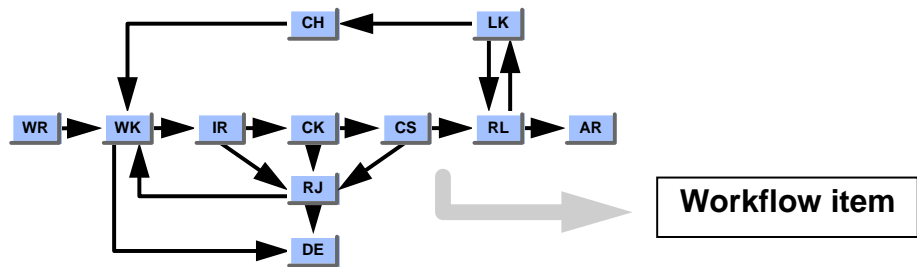 CH LK
WR WK IR CK CS RL AR
RJ
Workflow item
DE